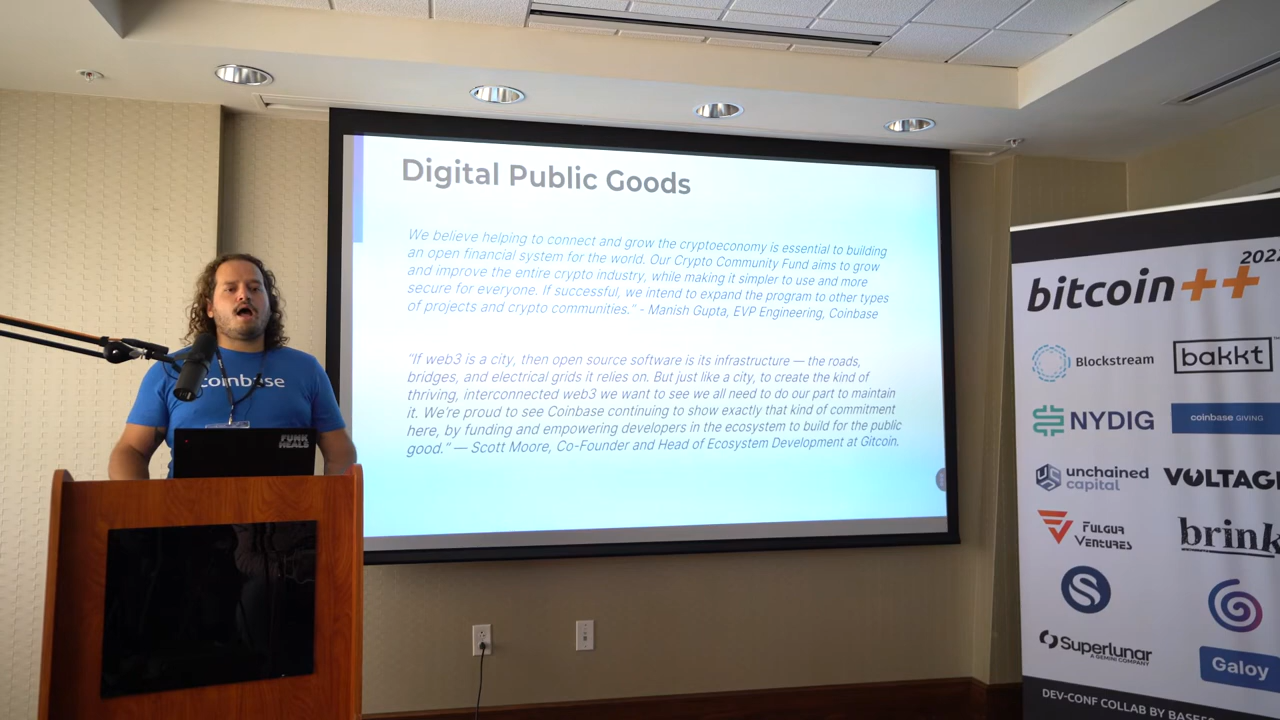 Digital Public Goods
We believe helping to connect and grow the cryptoeconomy is essential to building
an open financial system for the world. Our Crypto Community Fund aims to grow
and improve the entire crypto industry, while making it simpler to use and more
secure for everyone. If successful, we intend to expand the program to other types
of projects and crypto communities." - Manish Gupta, EVP Engineering, Coinbase
"If web3 is a city, then open source software is its infrastructure — the roads,
bridges, and electrical grids it relies on. But just like a city, to create the kind of
thriving, interconnected web3 we want to see we all need to do our part to maintain
it. We're proud to see Coinbase continuing to show exactly that kind of commitment
here, by funding and empowering developers in the ecosystem to build for the public
good." — Scott Moore, Co-Founder and Head of Ecosystem Development at Gitcoin.
coinbase
FUNK
HEALS
2022
bitcoin++
Blockstream
bakkt
NYDIG
coinbase GIVING
unchained
capital
VOLTAG
FULGUR
VENTURES
brink
Superlunar
A GEMINI COMPANY
Galoy
DEV-CONF COLLAB BY